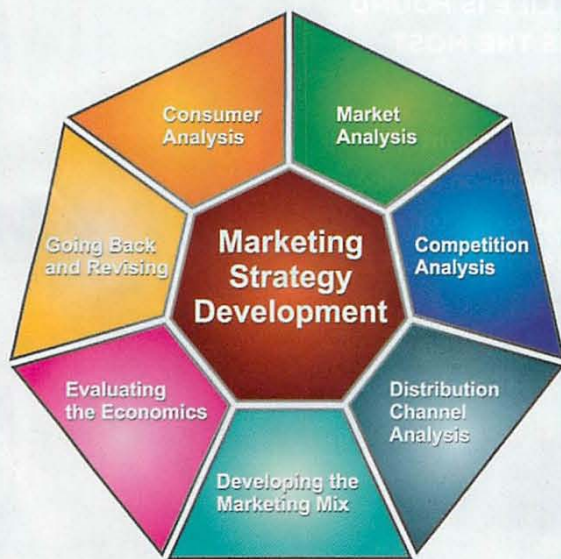 Consumer
Analysis
Market
Analysis
Competition
Analysis
Distribution
Channel
Analysis
Developing the
Marketing Mix
Evaluating
the Economics
Going Back
and Revising
Marketing
Strategy
Development